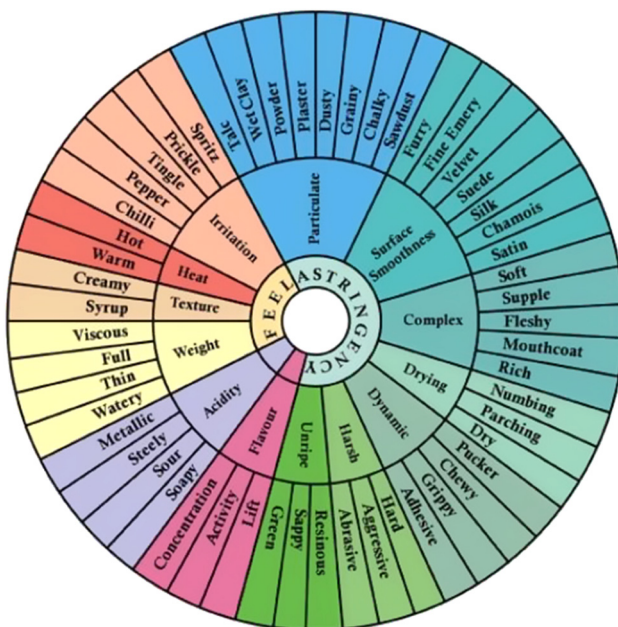 FEEL
ASTRINGENCY
Particulate
Surface
Smoothness
Complex
Drying
Dynamic
Harsh
Unripe
Flavour
Acidity
Weight
Texture
Heat
Irritation
Talc
Wet Clay
Powder
Plaster
Dusty
Grainy
Chalky
Sawdust
Furry
Fine Emery
Velvet
Suede
Silk
Chamois
Satin
Soft
Supple
Fleshy
Mouthcoat
Rich
Numbing
Parching
Dry
Pucker
Chewy
Grippy
Adhesive
Hard
Aggressive
Abrasive
Resinous
Sappy
Green
Lift
Activity
Concentration
Soapy
Sour
Steely
Metallic
Watery
Thin
Full
Viscous
Syrup
Creamy
Warm
Hot
Chilli
Pepper
Tingle
Prickle
Spritz